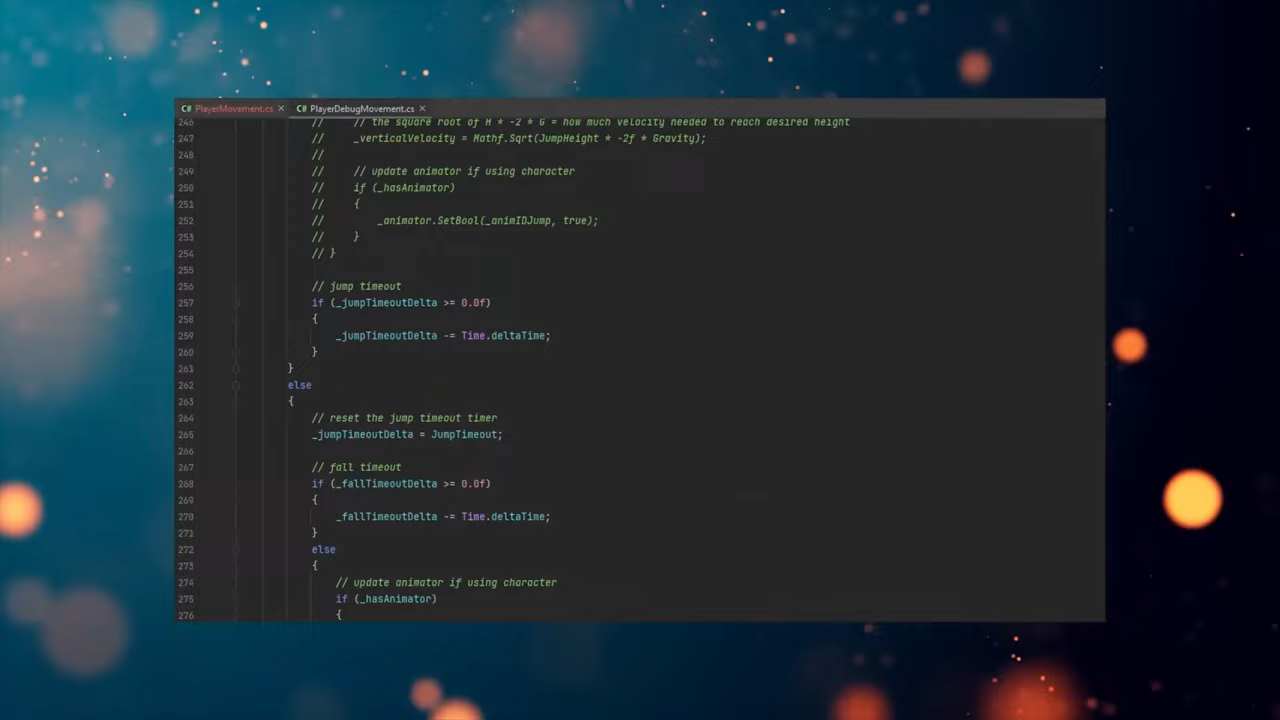 C# PlayerMovement.cs × C# PlayerDebugMovement.cs ×
246 // // the square root of H * -2 * G = how much velocity needed to reach desired height
247 // _verticalVelocity = Mathf.Sqrt(JumpHeight * -2f * Gravity);
248 //
249 // // update animator if using character
250 // if (_hasAnimator)
251 // {
252 // _animator.SetBool(_animIDJump, true);
253 // }
254 // }
255
256 // jump timeout
257 if (_jumpTimeoutDelta >= 0.0f)
258 {
259 _jumpTimeoutDelta -= Time.deltaTime;
260 }
261 }
262 else
263 {
264 // reset the jump timeout timer
265 _jumpTimeoutDelta = JumpTimeout;
266
267 // fall timeout
268 if (_fallTimeoutDelta >= 0.0f)
269 {
270 _fallTimeoutDelta -= Time.deltaTime;
271 }
272 else
273 {
274 // update animator if using character
275 if (_hasAnimator)
276 {